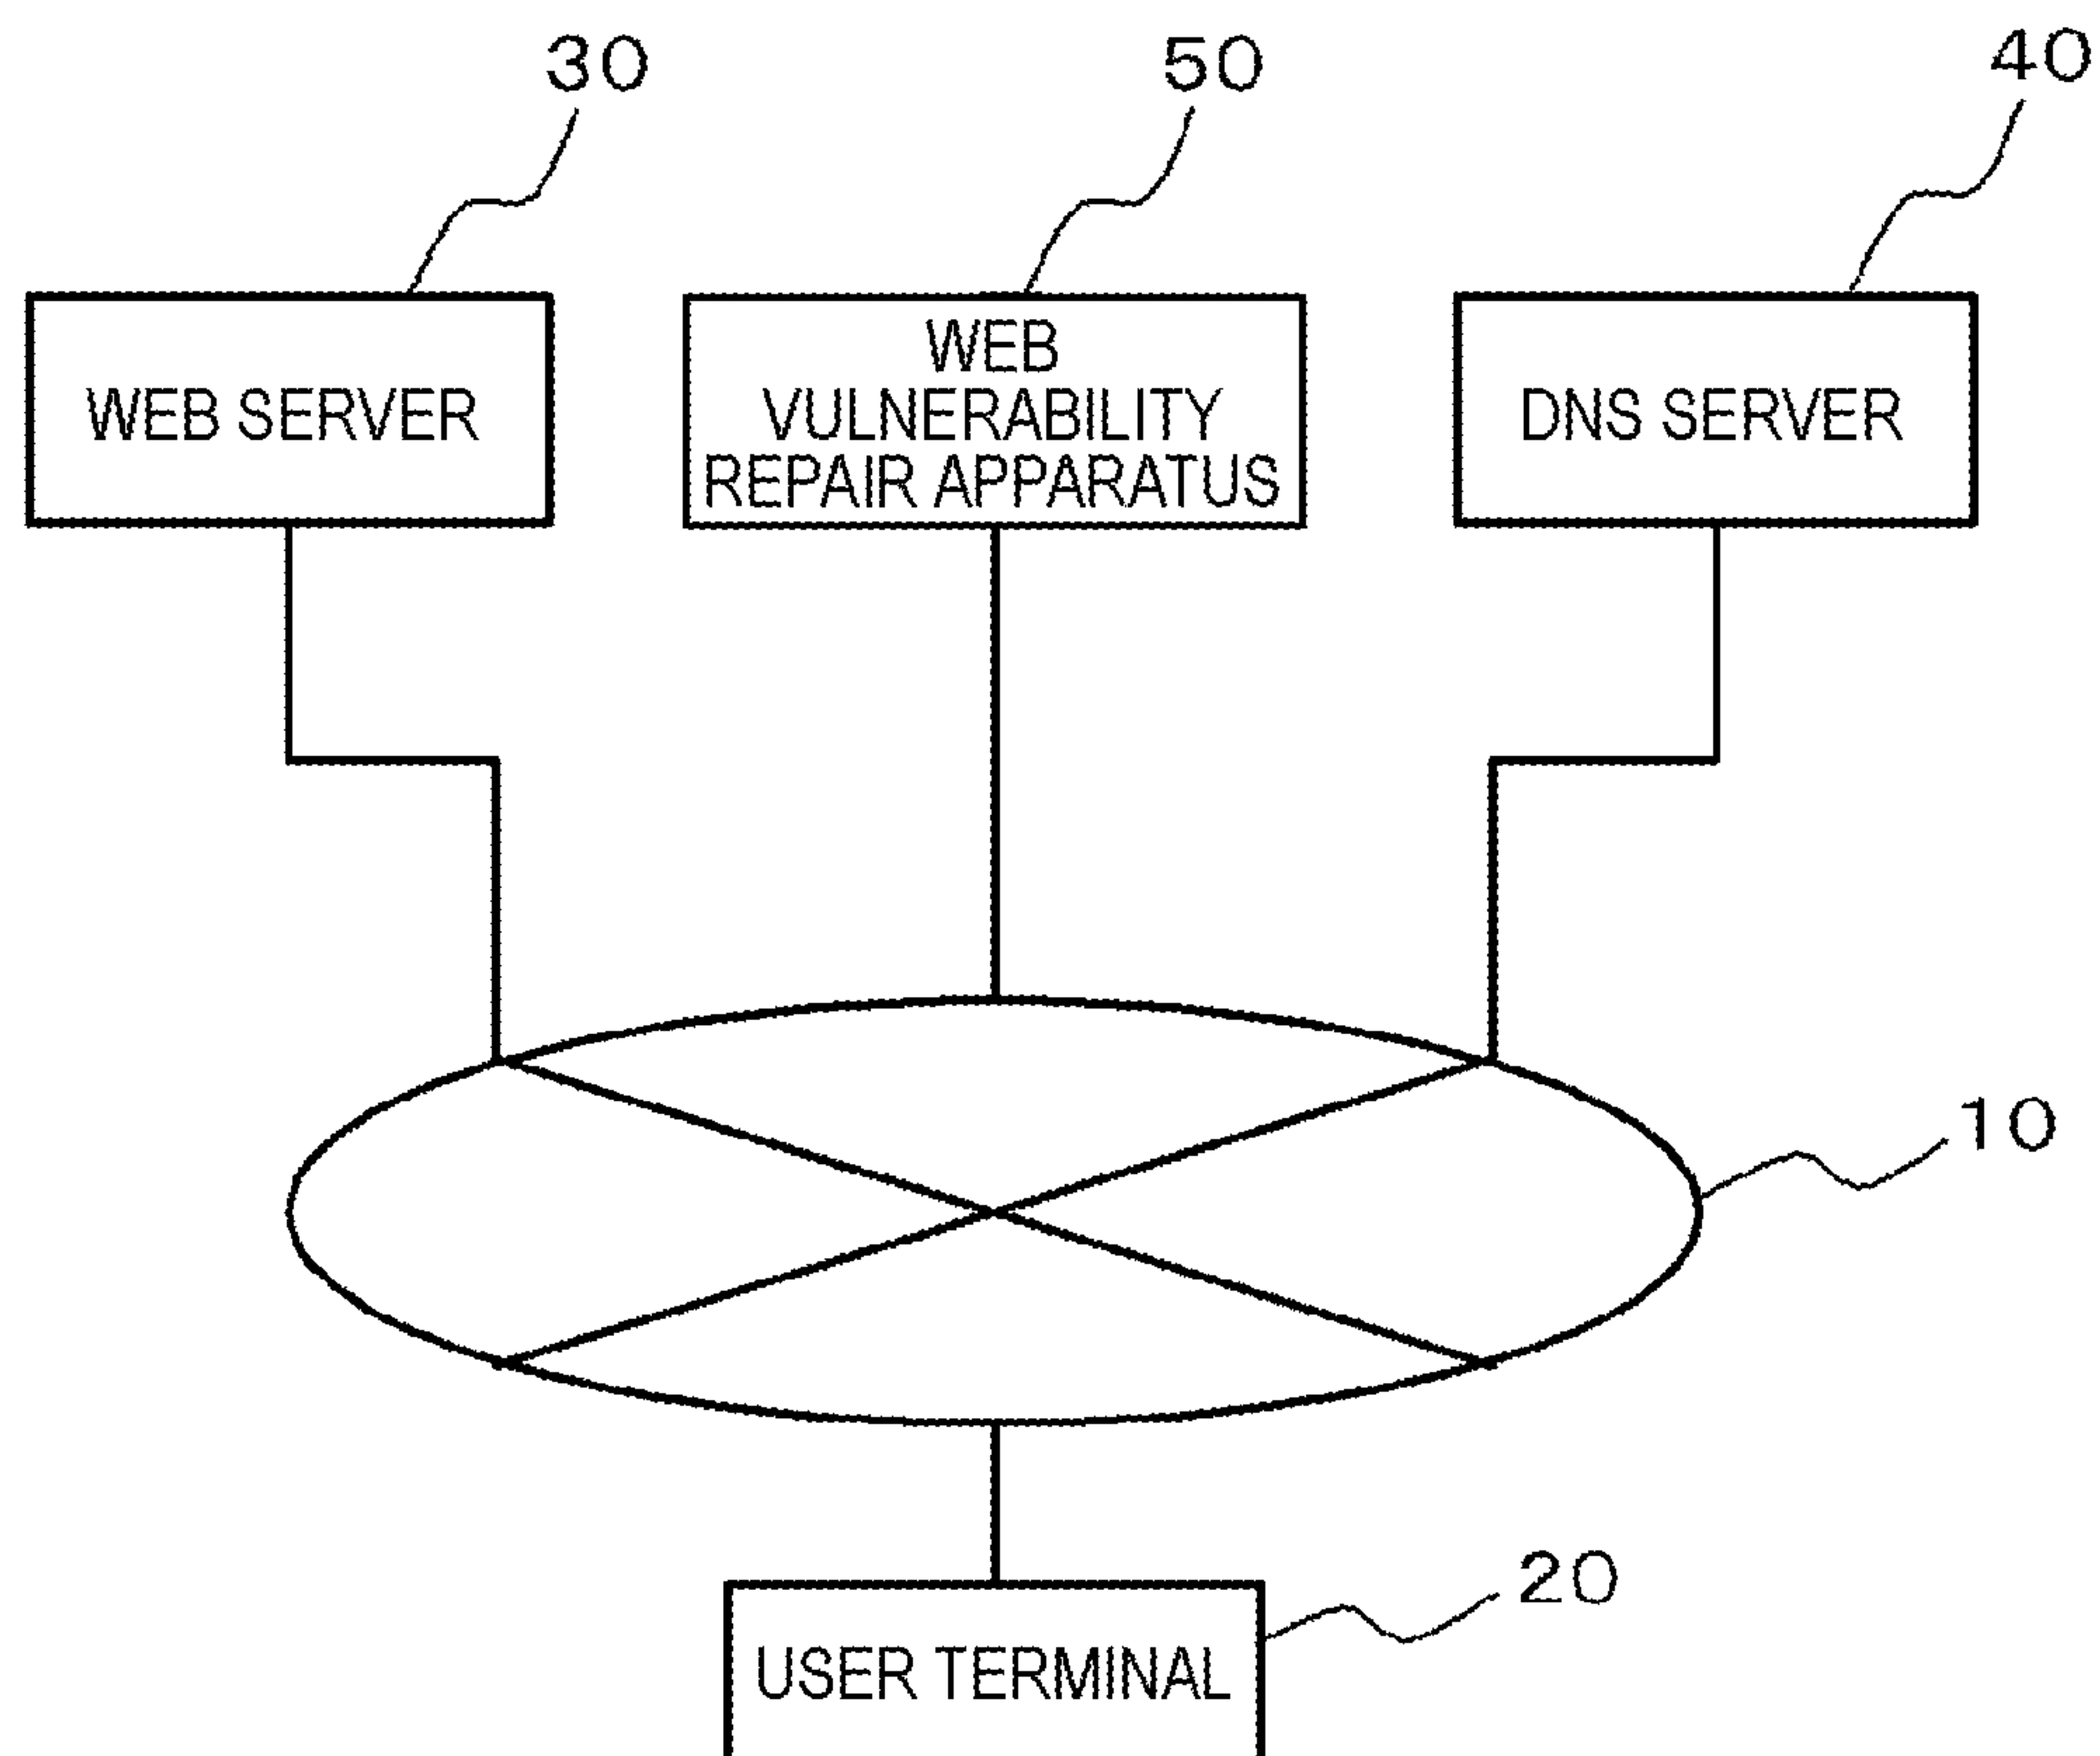 30
50
40
WEB SERVER
WEB
VULNERABILITY
REPAIR APPARATUS
DNS SERVER
10
20
USER TERMINAL